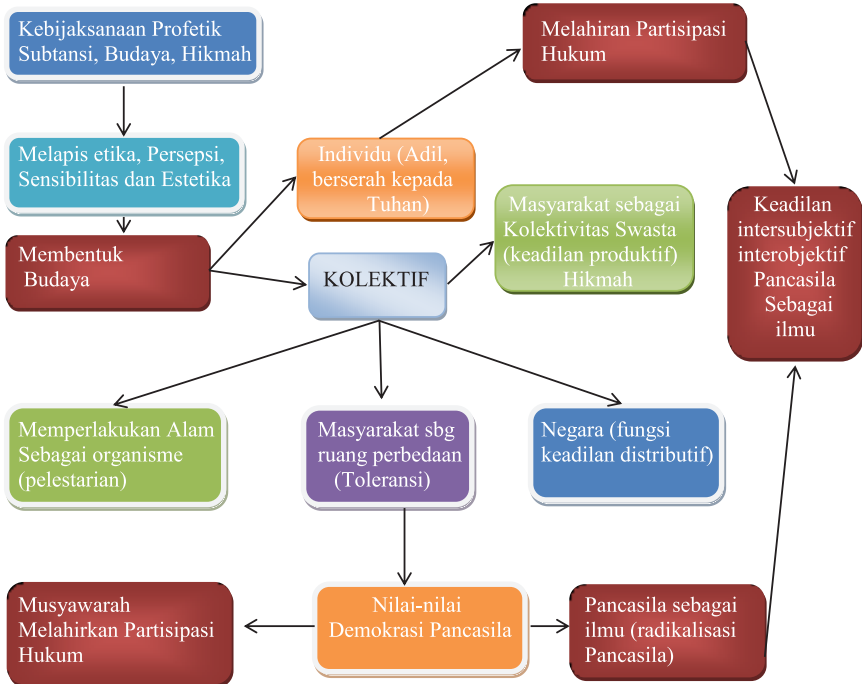 Kebijaksanaan Profetik
Subtansi, Budaya, Hikmah
Melahiran Partisipasi
Hukum
Melapis etika, Persepsi,
Sensibilitas dan Estetika
Individu (Adil,
berserah kepada
Tuhan)
Masyarakat sebagai
Kolektivitas Swasta
(keadilan produktif)
Hikmah
Keadilan
intersubjektif
interobjektif
Pancasila
Sebagai
ilmu
Membentuk
Budaya
KOLEKTIF
Memperlakukan Alam
Sebagai organisme
(pelestarian)
Masyarakat sbg
ruang perbedaan
(Toleransi)
Negara (fungsi
keadilan distributif)
Musyawarah
Melahirkan Partisipasi
Hukum
Nilai-nilai
Demokrasi Pancasila
Pancasila sebagai
ilmu (radikalisasi
Pancasila)